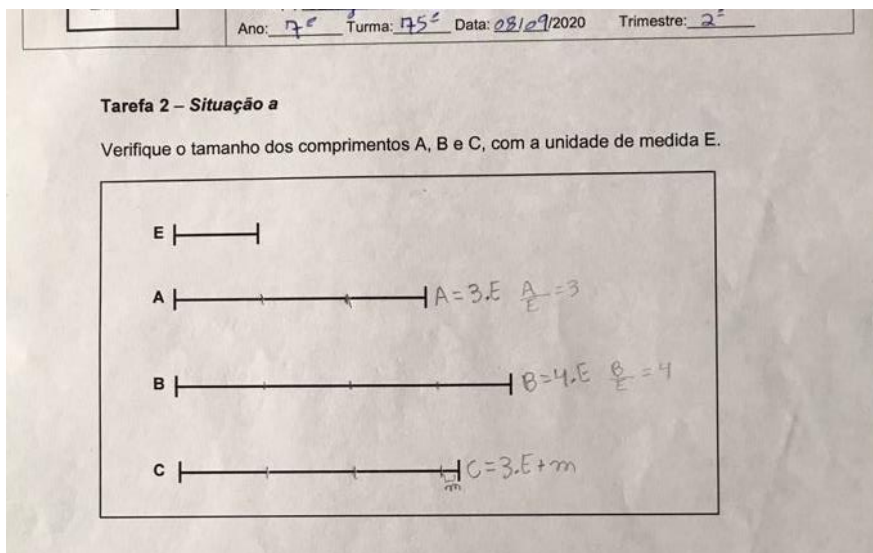 Ano: 7º Turma: 75ª Data: 08/09/2020 Trimestre: 2º
Tarefa 2 – Situação a
Verifique o tamanho dos comprimentos A, B e C, com a unidade de medida E.
E
A A=3.E A/E=3
B B=4.E B/E=4
C C=3.E+m
m